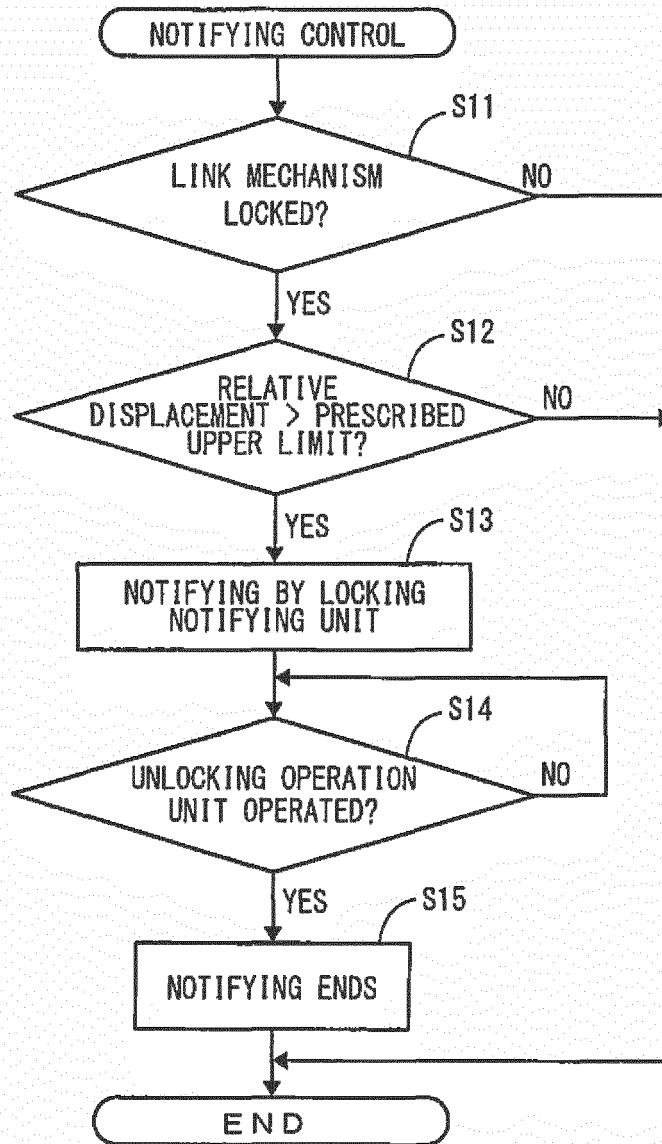 NOTIFYING CONTROL
S11
LINK MECHANISM
LOCKED?
NO
YES
S12
RELATIVE
DISPLACEMENT > PRESCRIBED
UPPER LIMIT?
NO
YES
S13
NOTIFYING BY LOCKING
NOTIFYING UNIT
S14
UNLOCKING OPERATION
UNIT OPERATED?
NO
YES
S15
NOTIFYING ENDS
END